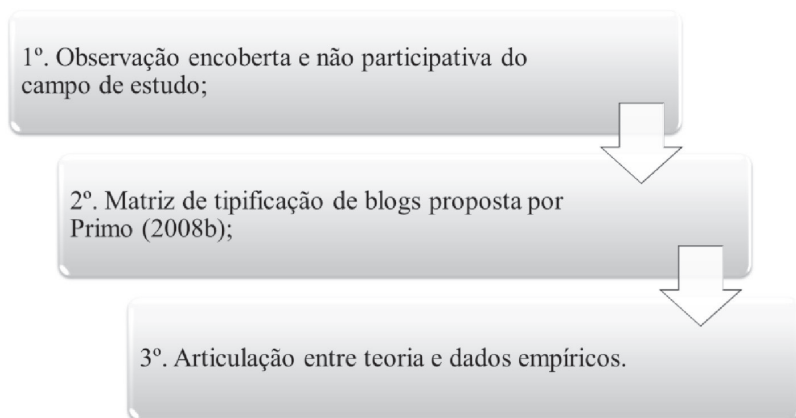 1º. Observação encoberta e não participativa do
campo de estudo;
2º. Matriz de tipificação de blogs proposta por
Primo (2008b);
3º. Articulação entre teoria e dados empíricos.